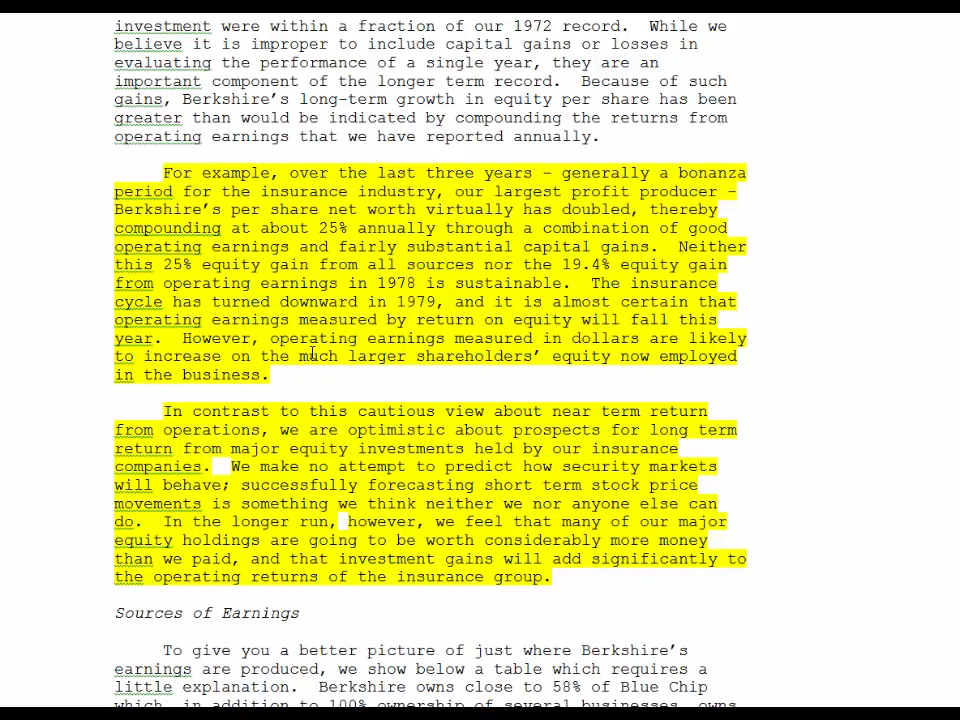 investment were within a fraction of our 1972 record.  While we
believe it is improper to include capital gains or losses in
evaluating the performance of a single year, they are an
important component of the longer term record.  Because of such
gains, Berkshire’s long-term growth in equity per share has been
greater than would be indicated by compounding the returns from
operating earnings that we have reported annually.
For example, over the last three years – generally a bonanza
period for the insurance industry, our largest profit producer –
Berkshire’s per share net worth virtually has doubled, thereby
compounding at about 25% annually through a combination of good
operating earnings and fairly substantial capital gains.  Neither
this 25% equity gain from all sources nor the 19.4% equity gain
from operating earnings in 1978 is sustainable.  The insurance
cycle has turned downward in 1979, and it is almost certain that
operating earnings measured by return on equity will fall this
year.  However, operating earnings measured in dollars are likely
to increase on the much larger shareholders’ equity now employed
in the business.
In contrast to this cautious view about near term return
from operations, we are optimistic about prospects for long term
return from major equity investments held by our insurance
companies.  We make no attempt to predict how security markets
will behave; successfully forecasting short term stock price
movements is something we think neither we nor anyone else can
do.  In the longer run, however, we feel that many of our major
equity holdings are going to be worth considerably more money
than we paid, and that investment gains will add significantly to
the operating returns of the insurance group.
Sources of Earnings
To give you a better picture of just where Berkshire’s
earnings are produced, we show below a table which requires a
little explanation.  Berkshire owns close to 58% of Blue Chip
which, in addition to 100% ownership of several businesses, owns